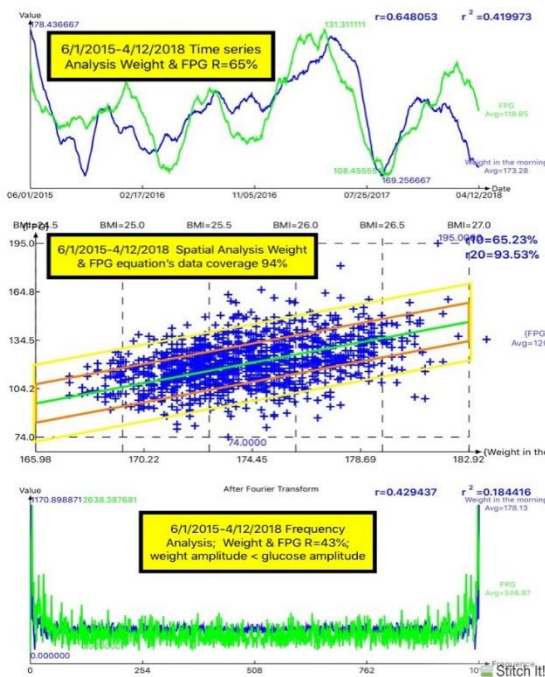 Value
178.436667
131.311111
r=0.648053 r²=0.419973
6/1/2015-4/12/2018 Time series
Analysis Weight & FPG R=65%
FPG
Avg=118.85
Weight in the morning
Avg=173.28
169.256667
06/01/2015 02/17/2016 11/05/2016 07/25/2017 04/12/2018
Date
BMI=25.0 BMI=25.5 BMI=26.0 BMI=26.5 BMI=27.0
195.0
195.0000
r10=65.23%
r20=93.53%
6/1/2015-4/12/2018 Spatial Analysis Weight
& FPG equation's data coverage 94%
164.8
134.5
(FPG
104.2
74.0
74.0000
165.98 170.22 174.45 178.69 182.92
(Weight in the
Value
After Fourier Transform
1170.898871 2638.387681
r=0.429437 r²=0.184416
Weight in the morning
Avg=178.13
6/1/2015-4/12/2018 Frequency
Analysis; Weight & FPG R=43%;
weight amplitude < glucose amplitude
FPG
Avg=346.97
0.000000
0 254 508 762
Frequence
Stitch It!